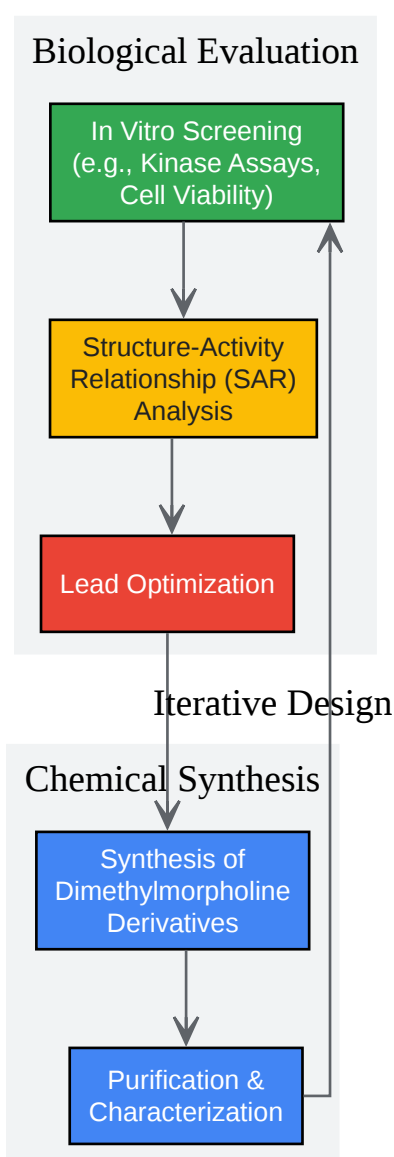 Biological Evaluation
In Vitro Screening
(e.g., Kinase Assays,
Cell Viability)
Structure-Activity
Relationship (SAR)
Analysis
Lead Optimization
Iterative Design
Chemical Synthesis
Synthesis of
Dimethylmorpholine
Derivatives
Purification &
Characterization